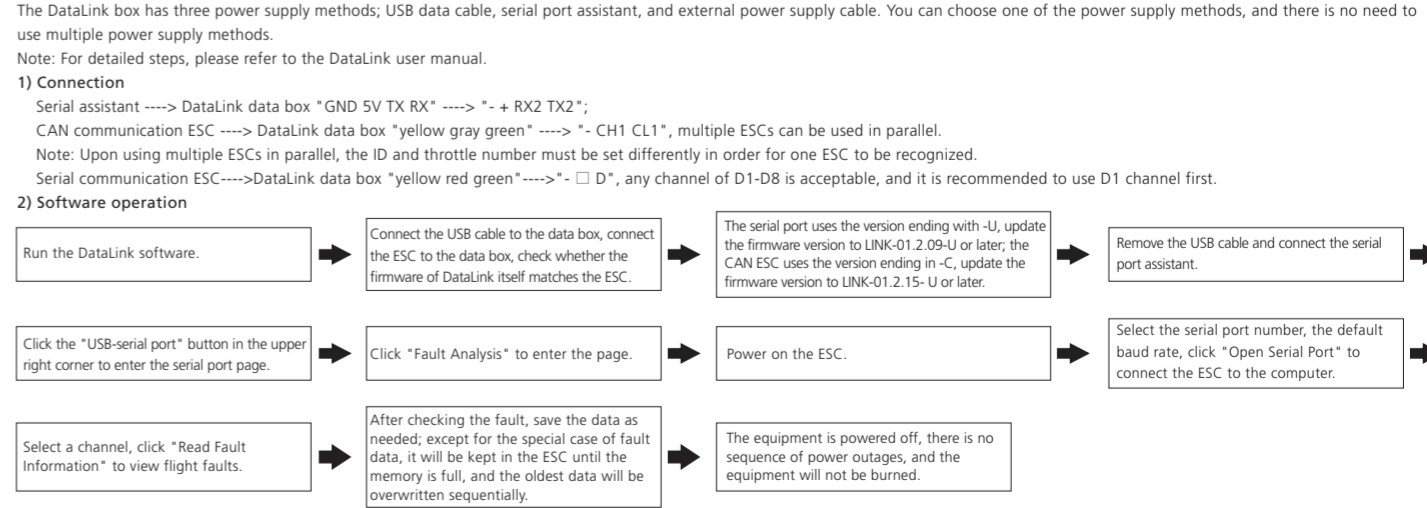 The DataLink box has three power supply methods; USB data cable, serial port assistant, and external power supply cable. You can choose one of the power supply methods, and there is no need to
use multiple power supply methods.
Note: For detailed steps, please refer to the DataLink user manual.
1) Connection
Serial assistant ----> DataLink data box "GND 5V TX RX" ----> "- + RX2 TX2";
CAN communication ESC ----> DataLink data box "yellow gray green" ----> "- CH1 CL1", multiple ESCs can be used in parallel.
Note: Upon using multiple ESCs in parallel, the ID and throttle number must be set differently in order for one ESC to be recognized.
Serial communication ESC---->DataLink data box "yellow red green"---->"- □ D", any channel of D1-D8 is acceptable, and it is recommended to use D1 channel first.
2) Software operation
Run the DataLink software.
Connect the USB cable to the data box, connect
the ESC to the data box, check whether the
firmware of DataLink itself matches the ESC.
The serial port uses the version ending with -U, update
the firmware version to LINK-01.2.09-U or later; the
CAN ESC uses the version ending in -C, update the
firmware version to LINK-01.2.15- U or later.
Remove the USB cable and connect the serial
port assistant.
Click the "USB-serial port" button in the upper
right corner to enter the serial port page.
Click "Fault Analysis" to enter the page.
Power on the ESC.
Select the serial port number, the default
baud rate, click "Open Serial Port" to
connect the ESC to the computer.
Select a channel, click "Read Fault
Information" to view flight faults.
After checking the fault, save the data as
needed; except for the special case of fault
data, it will be kept in the ESC until the
memory is full, and the oldest data will be
overwritten sequentially.
The equipment is powered off, there is no
sequence of power outages, and the
equipment will not be burned.